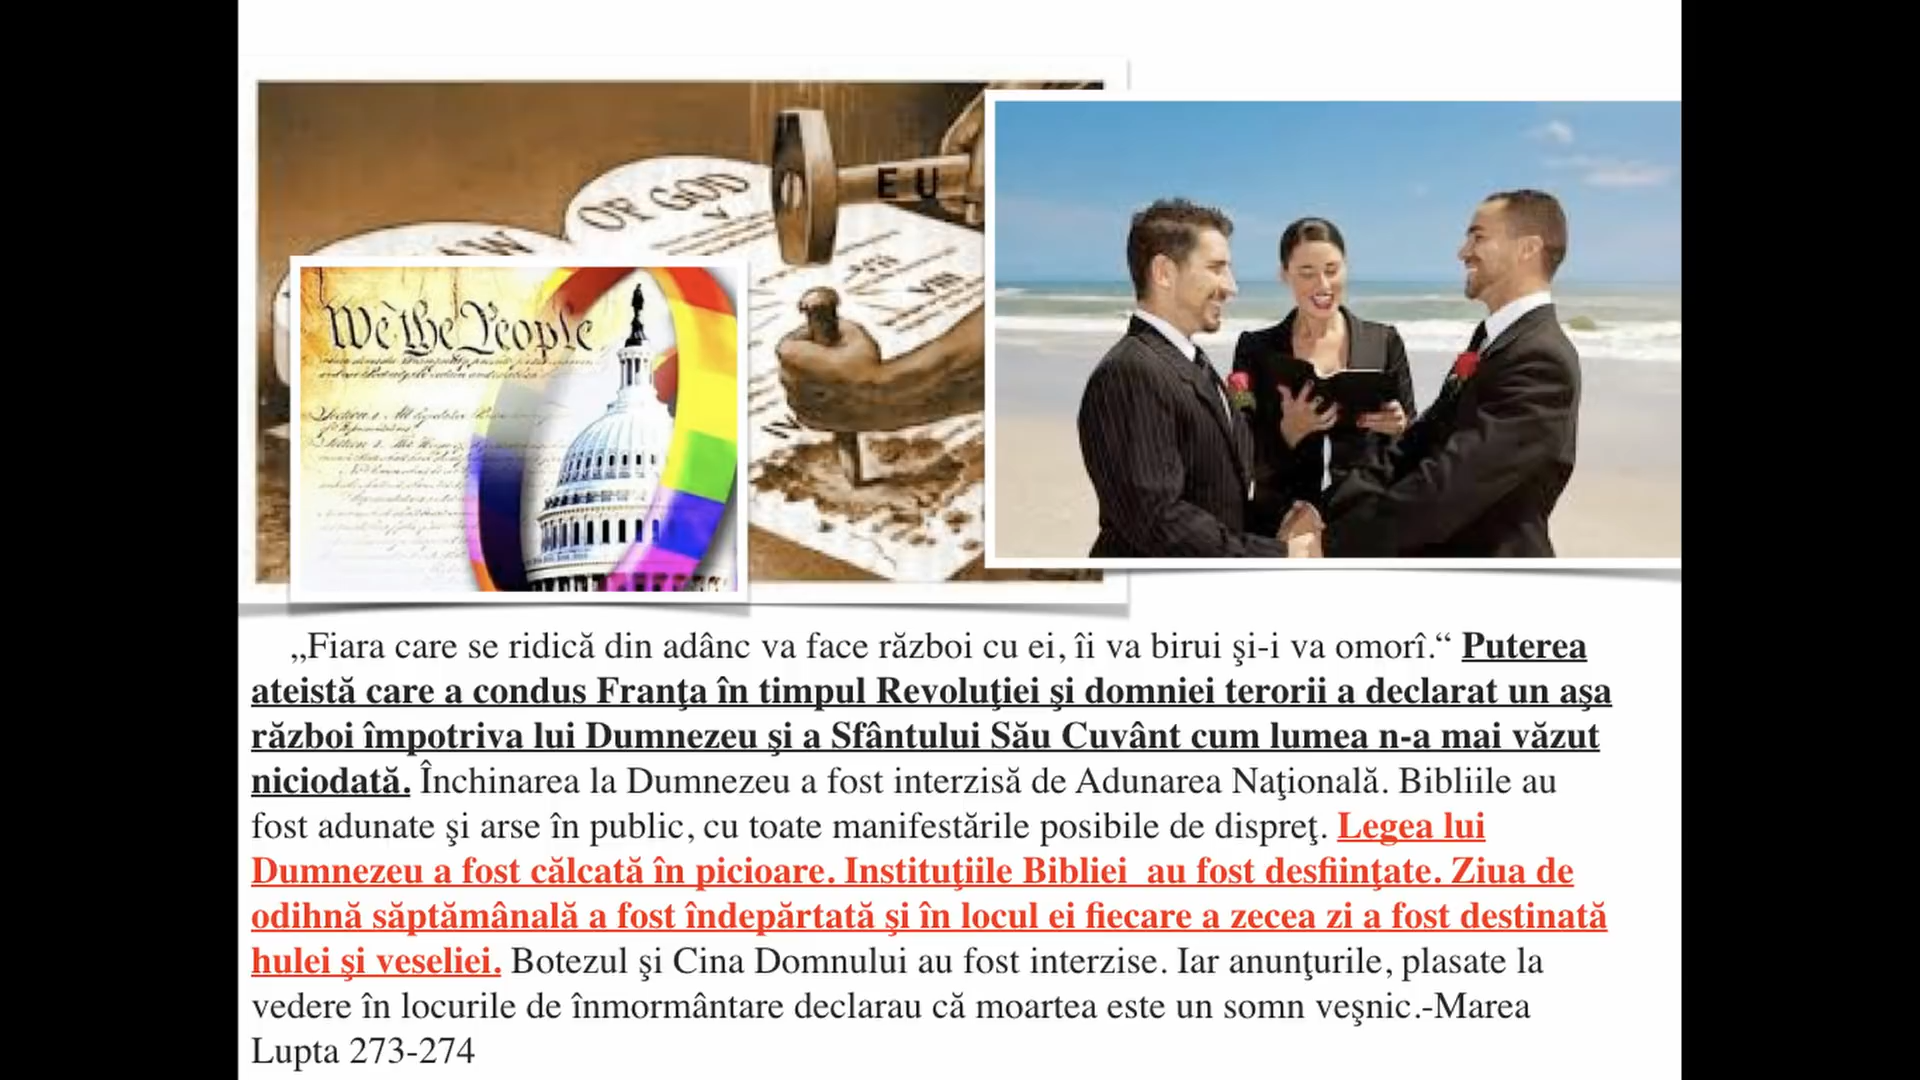 OF GOD
EU
V
VII
VIII
IV
We the People
„Fiara care se ridică din adânc va face război cu ei, îi va birui şi-i va omorî.“ Puterea
ateistă care a condus Franţa în timpul Revoluţiei şi domniei terorii a declarat un aşa
război împotriva lui Dumnezeu şi a Sfântului Său Cuvânt cum lumea n-a mai văzut
niciodată. Închinarea la Dumnezeu a fost interzisă de Adunarea Naţională. Bibliile au
fost adunate şi arse în public, cu toate manifestările posibile de dispreţ. Legea lui
Dumnezeu a fost călcată în picioare. Instituţiile Bibliei  au fost desfiinţate. Ziua de
odihnă săptămânală a fost îndepărtată şi în locul ei fiecare a zecea zi a fost destinată
hulei şi veseliei. Botezul şi Cina Domnului au fost interzise. Iar anunţurile, plasate la
vedere în locurile de înmormântare declarau că moartea este un somn veşnic.-Marea
Lupta 273-274